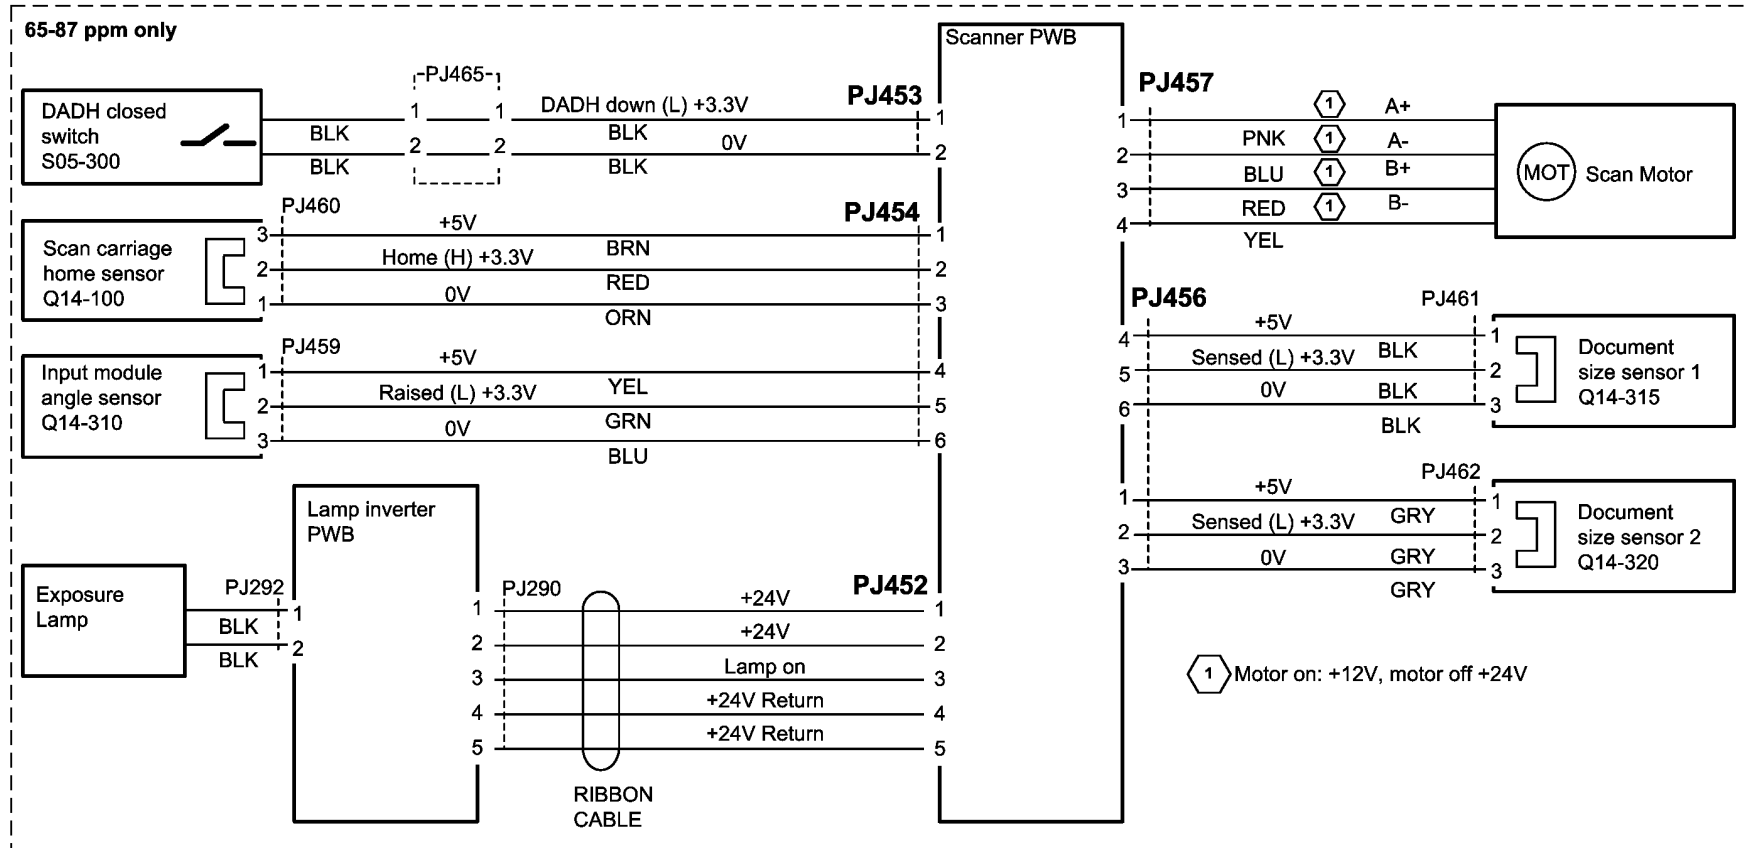 65-87 ppm only
Scanner PWB
PJ465
PJ453
PJ457
DADH closed
switch
S05-300
1 1 DADH down (L) +3.3V 1
BLK BLK
2 2 0V 2
BLK BLK
1 1 A+
PNK 1 A-
2
BLU 1 B+
3
RED 1 B-
4
YEL
MOT Scan Motor
PJ460
PJ454
Scan carriage
home sensor
Q14-100
3 +5V 1
BRN
2 Home (H) +3.3V 2
RED
1 0V 3
ORN
PJ456
PJ461
4 +5V 1
BLK
5 Sensed (L) +3.3V 2
BLK
6 0V 3
BLK
Document
size sensor 1
Q14-315
PJ459
Input module
angle sensor
Q14-310
1 +5V 4
YEL
2 Raised (L) +3.3V 5
GRN
3 0V 6
BLU
PJ462
1 +5V 1
GRY
2 Sensed (L) +3.3V 2
GRY
3 0V 3
GRY
Document
size sensor 2
Q14-320
Lamp inverter
PWB
Exposure
Lamp
PJ292
1
BLK
2
BLK
PJ290
PJ452
1 +24V 1
2 +24V 2
3 Lamp on 3
4 +24V Return 4
5 +24V Return 5
RIBBON
CABLE
1 Motor on: +12V, motor off +24V